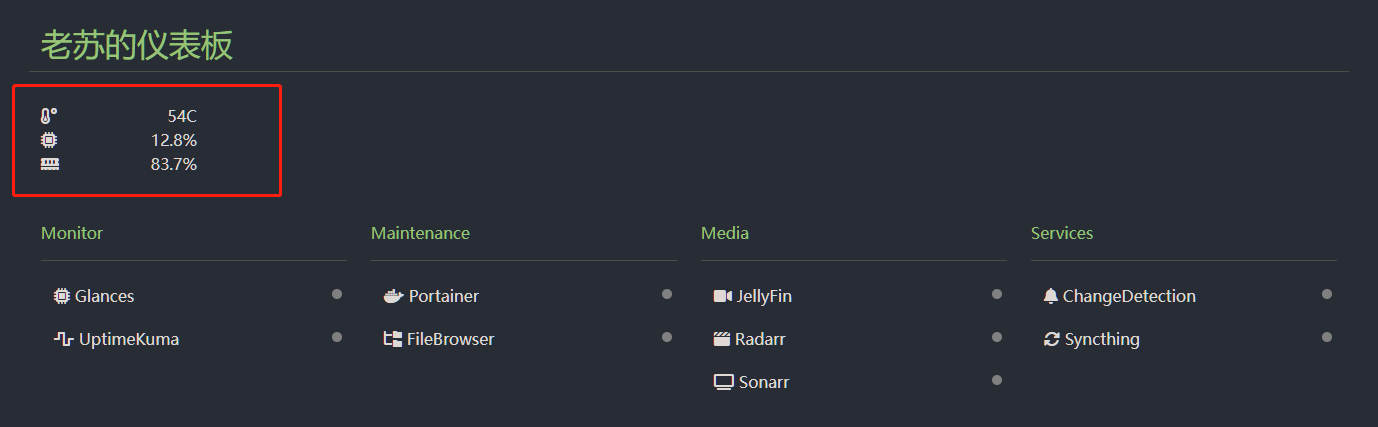 老苏的仪表板
54C
12.8%
83.7%
Monitor
Maintenance
Media
Services
Glances
Portainer
JellyFin
ChangeDetection
UptimeKuma
FileBrowser
Radarr
Syncthing
Sonarr